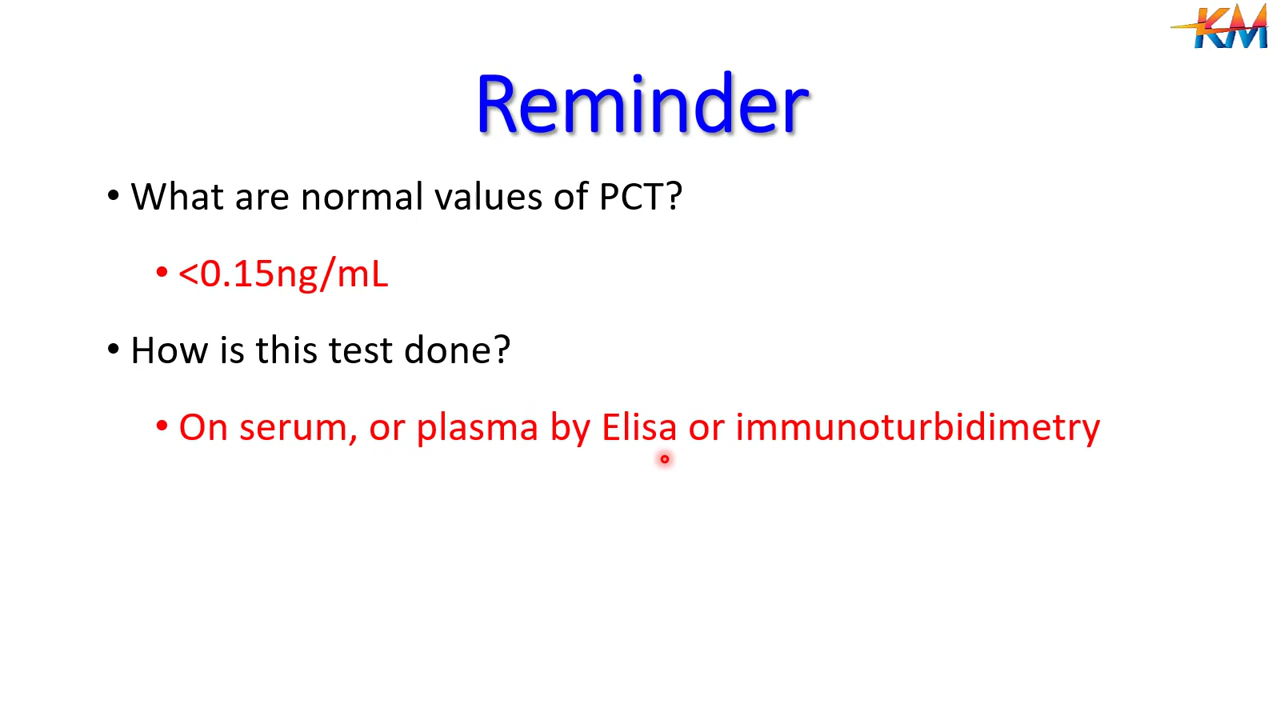 KM
Reminder
• What are normal values of PCT?
• <0.15ng/mL
• How is this test done?
• On serum, or plasma by Elisa or immunoturbidimetry